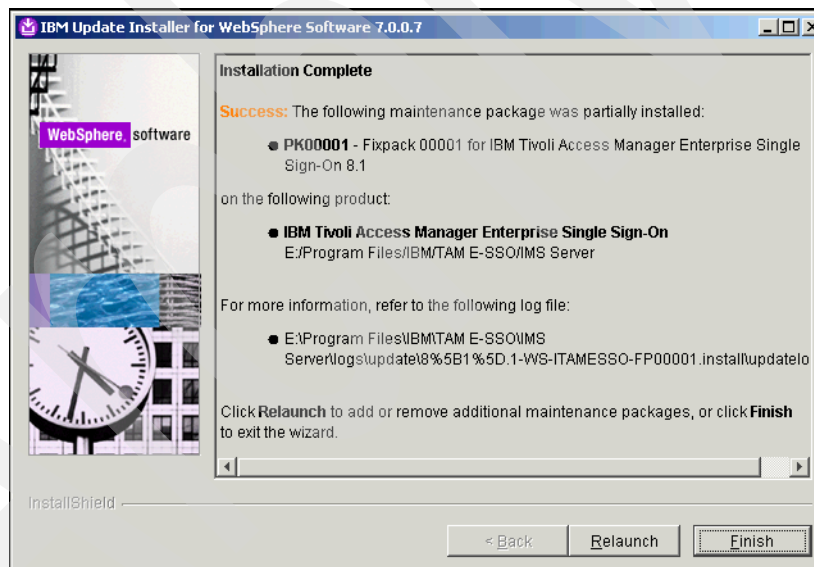 IBM Update Installer for WebSphere Software 7.0.0.7
WebSphere. software
Installation Complete
Success: The following maintenance package was partially installed:
PK00001 - Fixpack 00001 for IBM Tivoli Access Manager Enterprise Single
Sign-On 8.1
on the following product:
IBM Tivoli Access Manager Enterprise Single Sign-On
E:/Program Files/IBM/TAM E-SSO/IMS Server
For more information, refer to the following log file:
E:\Program Files\IBM\TAM E-SSO\IMS
Server\logs\update\8%5B1%5D.1-WS-ITAMESSO-FP00001.install\updatelo
Click Relaunch to add or remove additional maintenance packages, or click Finish
to exit the wizard.
InstallShield
< Back
Relaunch
Finish